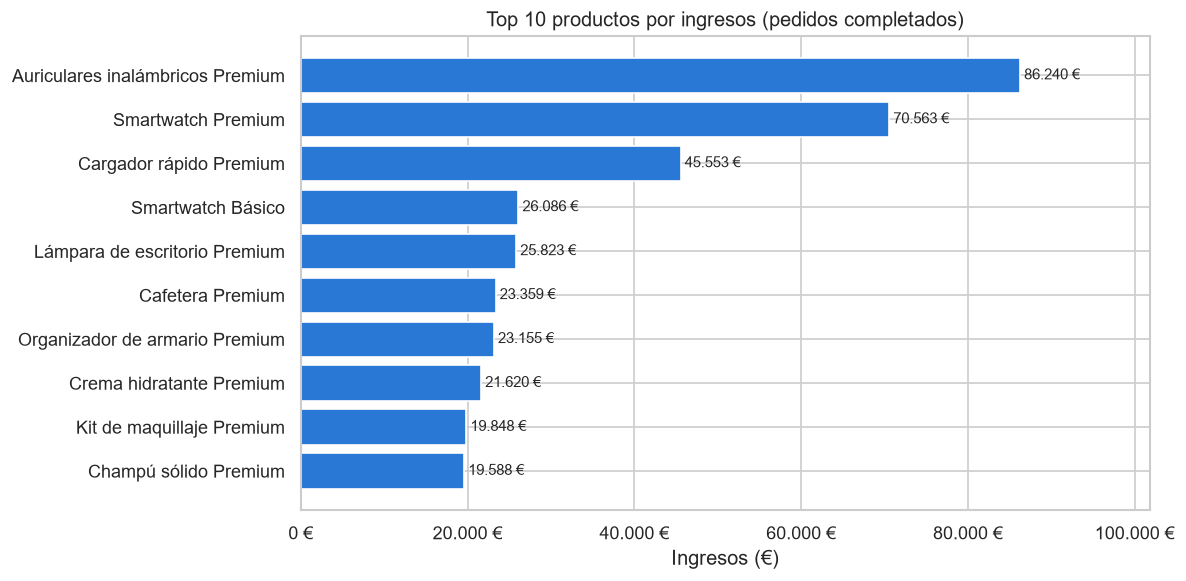 Top 10 productos por ingresos (pedidos completados)
Auriculares inalámbricos Premium 86.240 €
Smartwatch Premium 70.563 €
Cargador rápido Premium 45.553 €
Smartwatch Básico 26.086 €
Lámpara de escritorio Premium 25.823 €
Cafetera Premium 23.359 €
Organizador de armario Premium 23.155 €
Crema hidratante Premium 21.620 €
Kit de maquillaje Premium 19.848 €
Champú sólido Premium 19.588 €
0 € 20.000 € 40.000 € 60.000 € 80.000 € 100.000 €
Ingresos (€)